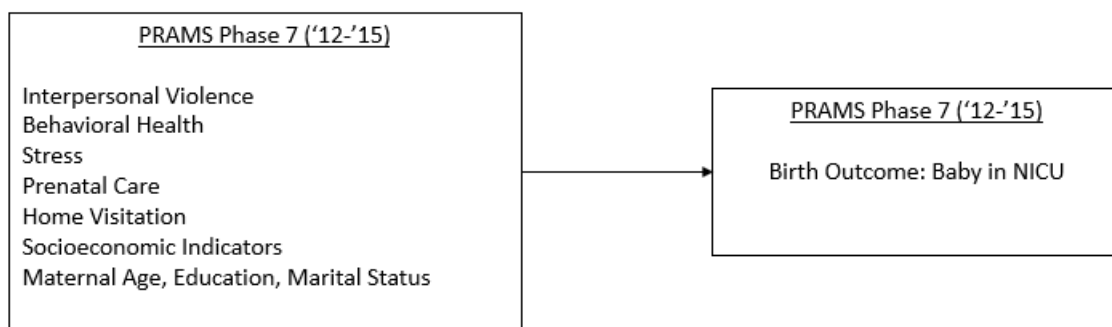 PRAMS Phase 7 (‘12-’15)
Interpersonal Violence
Behavioral Health
Stress
Prenatal Care
Home Visitation
Socioeconomic Indicators
Maternal Age, Education, Marital Status
PRAMS Phase 7 (‘12-’15)
Birth Outcome: Baby in NICU